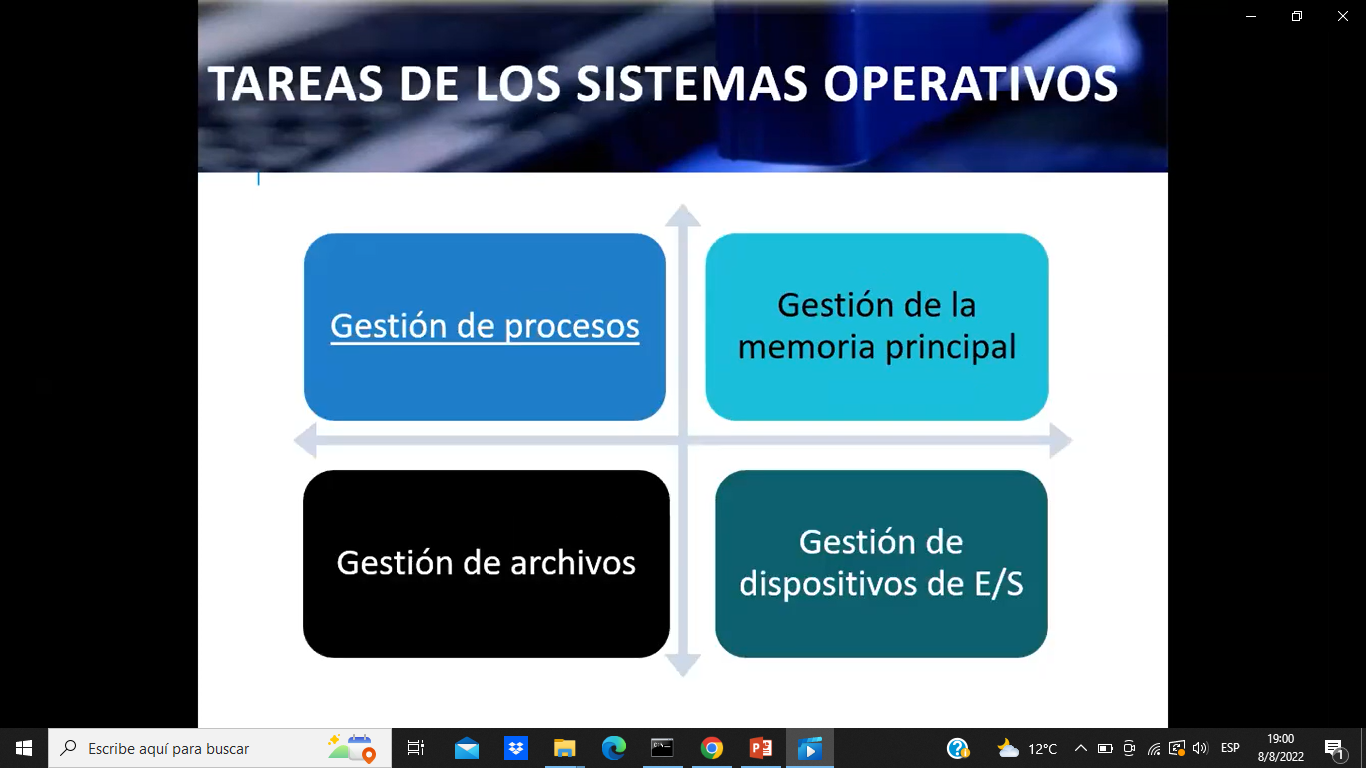 TAREAS DE LOS SISTEMAS OPERATIVOS
Gestión de procesos
Gestión de la
memoria principal
Gestión de archivos
Gestión de
dispositivos de E/S
Escribe aquí para buscar
12°C
ESP
19:00
8/8/2022
1